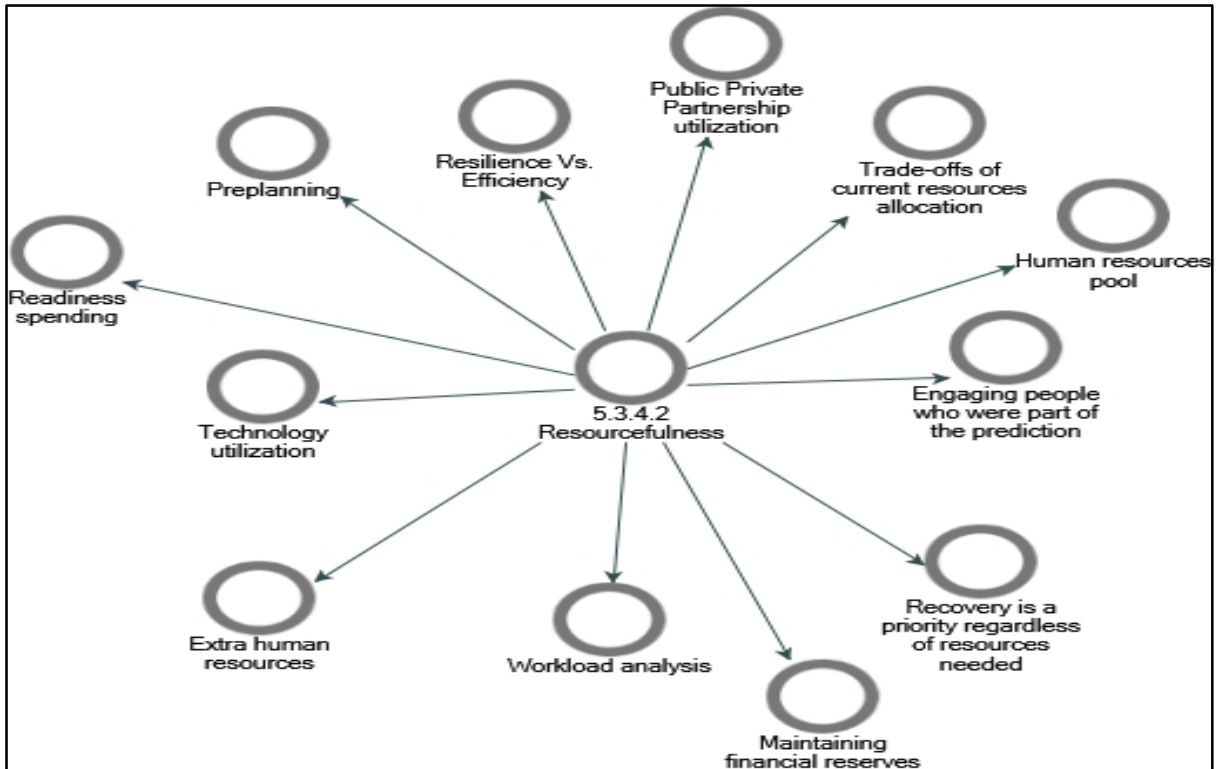 Public Private
Partnership
utilization
Resilience Vs.
Efficiency
Trade-offs of
current resources
allocation
Preplanning
Human resources
pool
Readiness
spending
Engaging people
who were part of
the prediction
5.3.4.2
Resourcefulness
Technology
utilization
Recovery is a
priority regardless
of resources
needed
Extra human
resources
Workload analysis
Maintaining
financial reserves